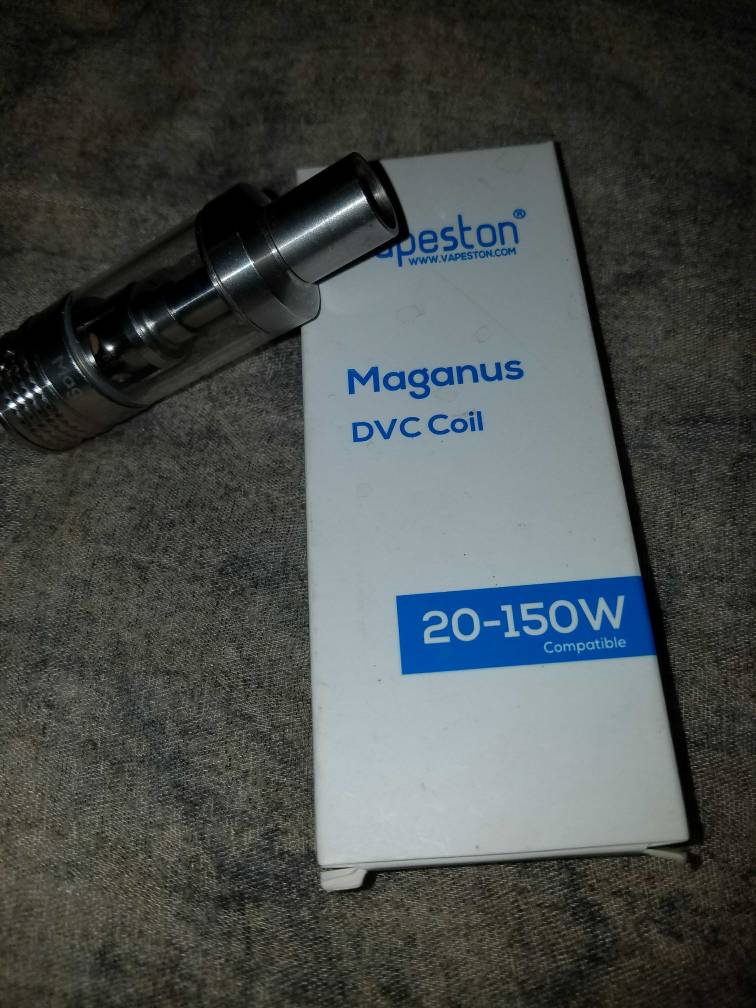 apeston®
WWW.VAPESTON.COM
Maganus
DVC Coil
20-150W
Compatible